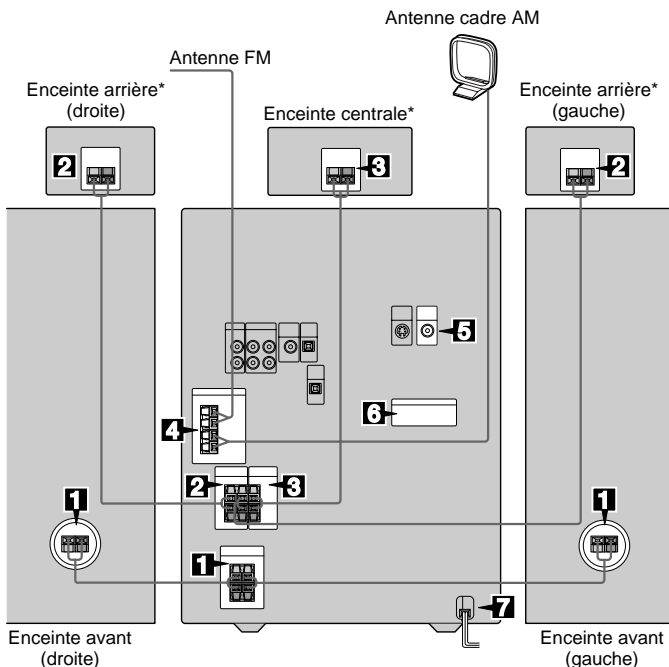 Antenne cadre AM
Antenne FM
Enceinte arrière*
(droite)
Enceinte centrale*
Enceinte arrière*
(gauche)
2
3
2
5
6
4
2
3
1
1
1
7
Enceinte avant
(droite)
Enceinte avant
(gauche)